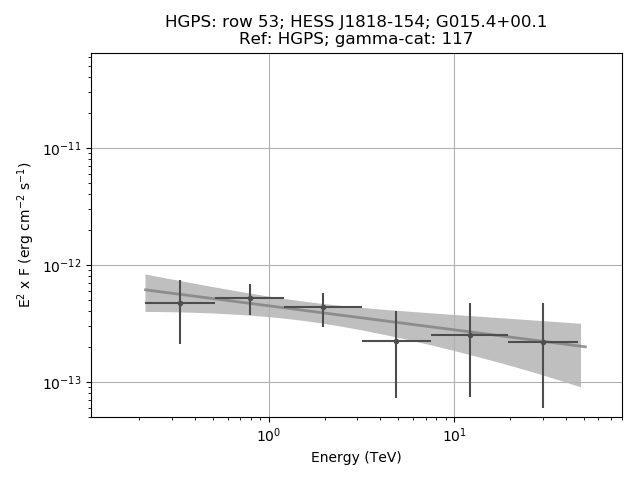 HGPS: row 53; HESS J1818-154; G015.4+00.1
Ref: HGPS; gamma-cat: 117
E² x F (erg cm⁻² s⁻¹)
10⁻¹¹
10⁻¹²
10⁻¹³
10⁰ 10¹
Energy (TeV)